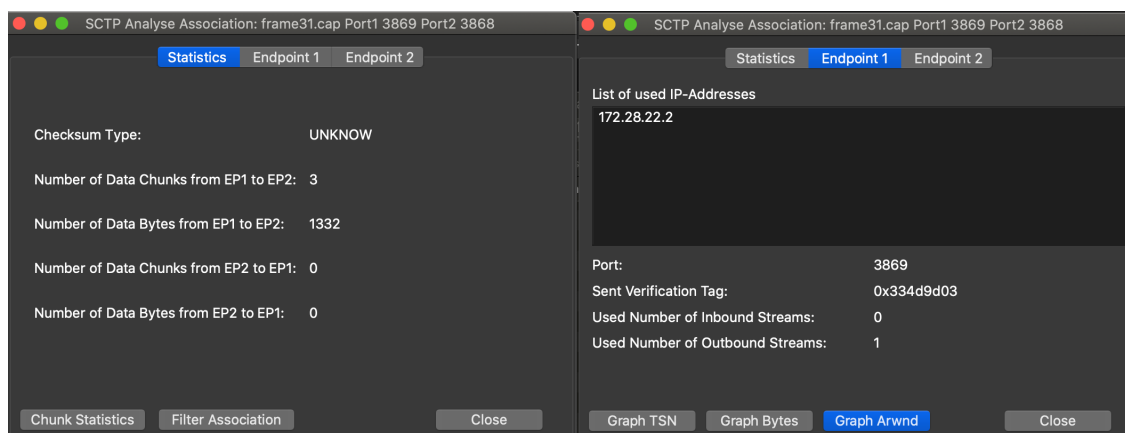 SCTP Analyse Association: frame31.cap Port1 3869 Port2 3868
Statistics Endpoint 1 Endpoint 2
Checksum Type: UNKNOW
Number of Data Chunks from EP1 to EP2: 3
Number of Data Bytes from EP1 to EP2: 1332
Number of Data Chunks from EP2 to EP1: 0
Number of Data Bytes from EP2 to EP1: 0
Chunk Statistics Filter Association Close
SCTP Analyse Association: frame31.cap Port1 3869 Port2 3868
Statistics Endpoint 1 Endpoint 2
List of used IP-Addresses
172.28.22.2
Port: 3869
Sent Verification Tag: 0x334d9d03
Used Number of Inbound Streams: 0
Used Number of Outbound Streams: 1
Graph TSN Graph Bytes Graph Arwnd Close